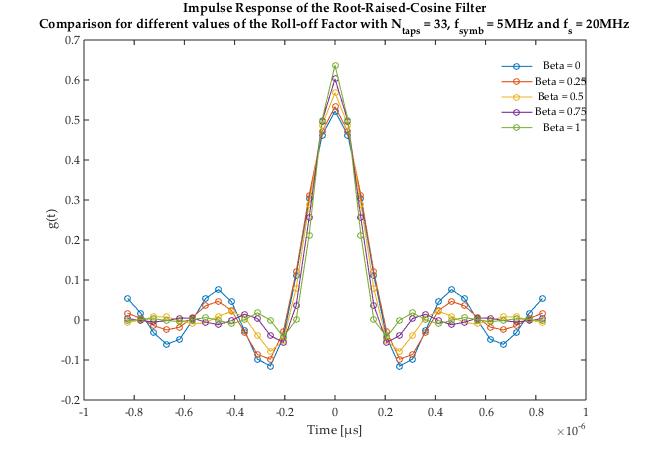 Impulse Response of the Root-Raised-Cosine Filter
Comparison for different values of the Roll-off Factor with N_taps = 33, f_symb = 5MHz and f_s = 20MHz
0.7
0.6
0.5
0.4
0.3
0.2
0.1
0
-0.1
-0.2
g(t)
Beta = 0
Beta = 0.25
Beta = 0.5
Beta = 0.75
Beta = 1
-1 -0.8 -0.6 -0.4 -0.2 0 0.2 0.4 0.6 0.8 1
Time [μs]
×10^-6